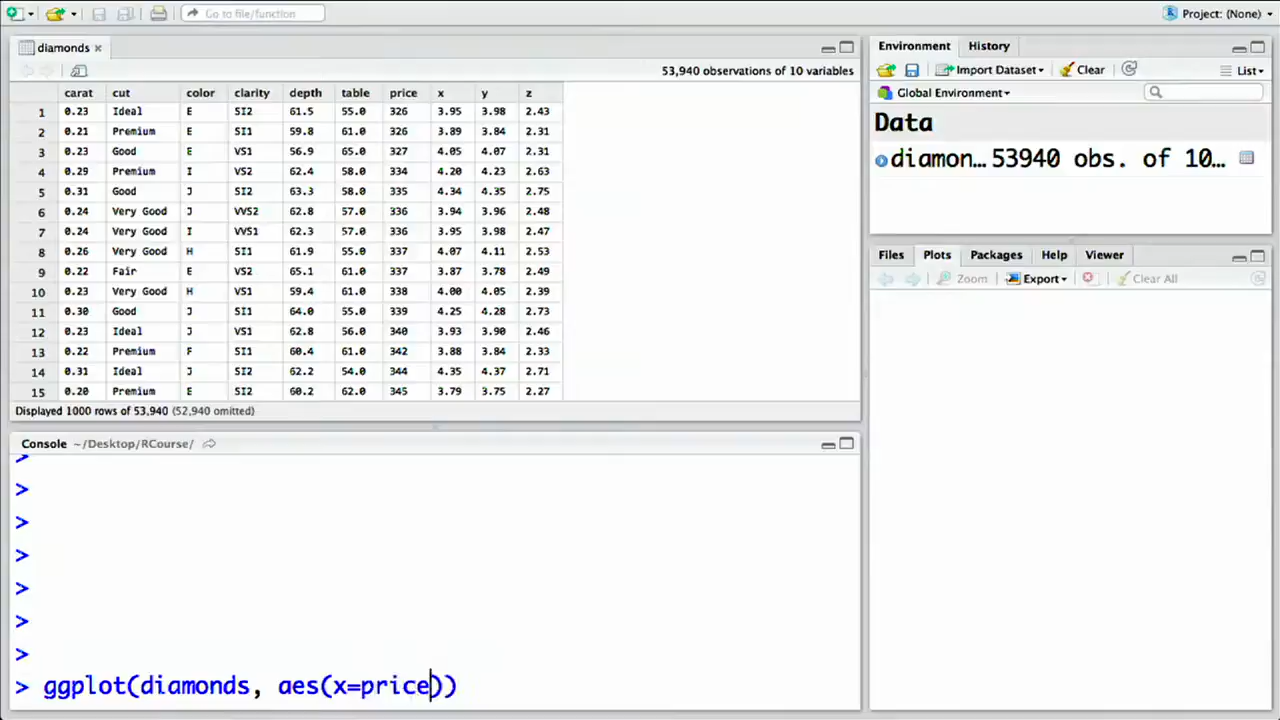 Go to file/function
Project: (None)
diamonds
53,940 observations of 10 variables
carat cut color clarity depth table price x y z
1 0.23 Ideal E SI2 61.5 55.0 326 3.95 3.98 2.43
2 0.21 Premium E SI1 59.8 61.0 326 3.89 3.84 2.31
3 0.23 Good E VS1 56.9 65.0 327 4.05 4.07 2.31
4 0.29 Premium I VS2 62.4 58.0 334 4.20 4.23 2.63
5 0.31 Good J SI2 63.3 58.0 335 4.34 4.35 2.75
6 0.24 Very Good J VVS2 62.8 57.0 336 3.94 3.96 2.48
7 0.24 Very Good I VVS1 62.3 57.0 336 3.95 3.98 2.47
8 0.26 Very Good H SI1 61.9 55.0 337 4.07 4.11 2.53
9 0.22 Fair E VS2 65.1 61.0 337 3.87 3.78 2.49
10 0.23 Very Good H VS1 59.4 61.0 338 4.00 4.05 2.39
11 0.30 Good J SI1 64.0 55.0 339 4.25 4.28 2.73
12 0.23 Ideal J VS1 62.8 56.0 340 3.93 3.90 2.46
13 0.22 Premium F SI1 60.4 61.0 342 3.88 3.84 2.33
14 0.31 Ideal J SI2 62.2 54.0 344 4.35 4.37 2.71
15 0.20 Premium E SI2 60.2 62.0 345 3.79 3.75 2.27
Displayed 1000 rows of 53,940 (52,940 omitted)
Console ~/Desktop/RCourse/
>
>
>
>
>
>
>
> ggplot(diamonds, aes(x=price))
Environment History
Import Dataset Clear List
Global Environment
Data
diamon... 53940 obs. of 10...
Files Plots Packages Help Viewer
Zoom Export Clear All